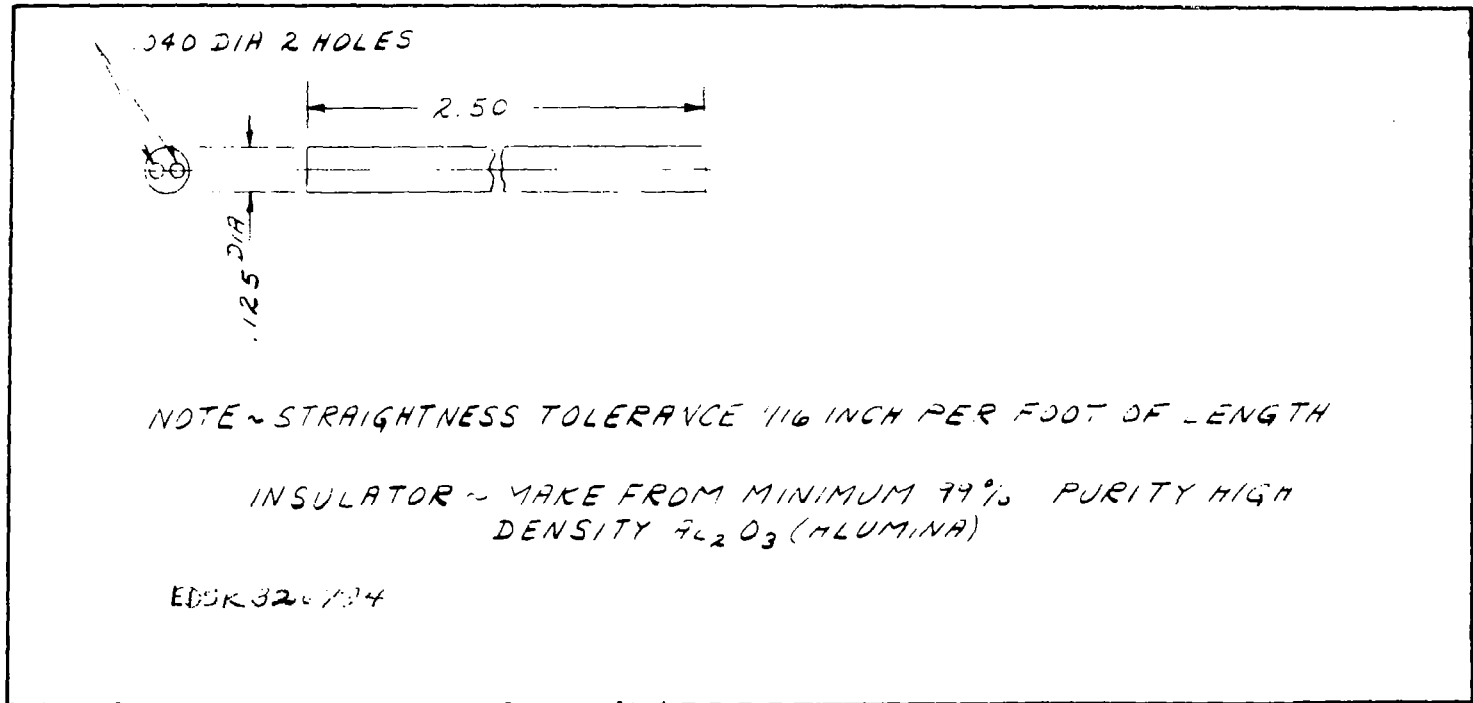 .040 DIA 2 HOLES
2.50
.125 DIA
NOTE ~ STRAIGHTNESS TOLERANCE 1/16 INCH PER FOOT OF LENGTH
INSULATOR ~ MAKE FROM MINIMUM 99% PURITY HIGH
DENSITY AL2O3 (ALUMINA)